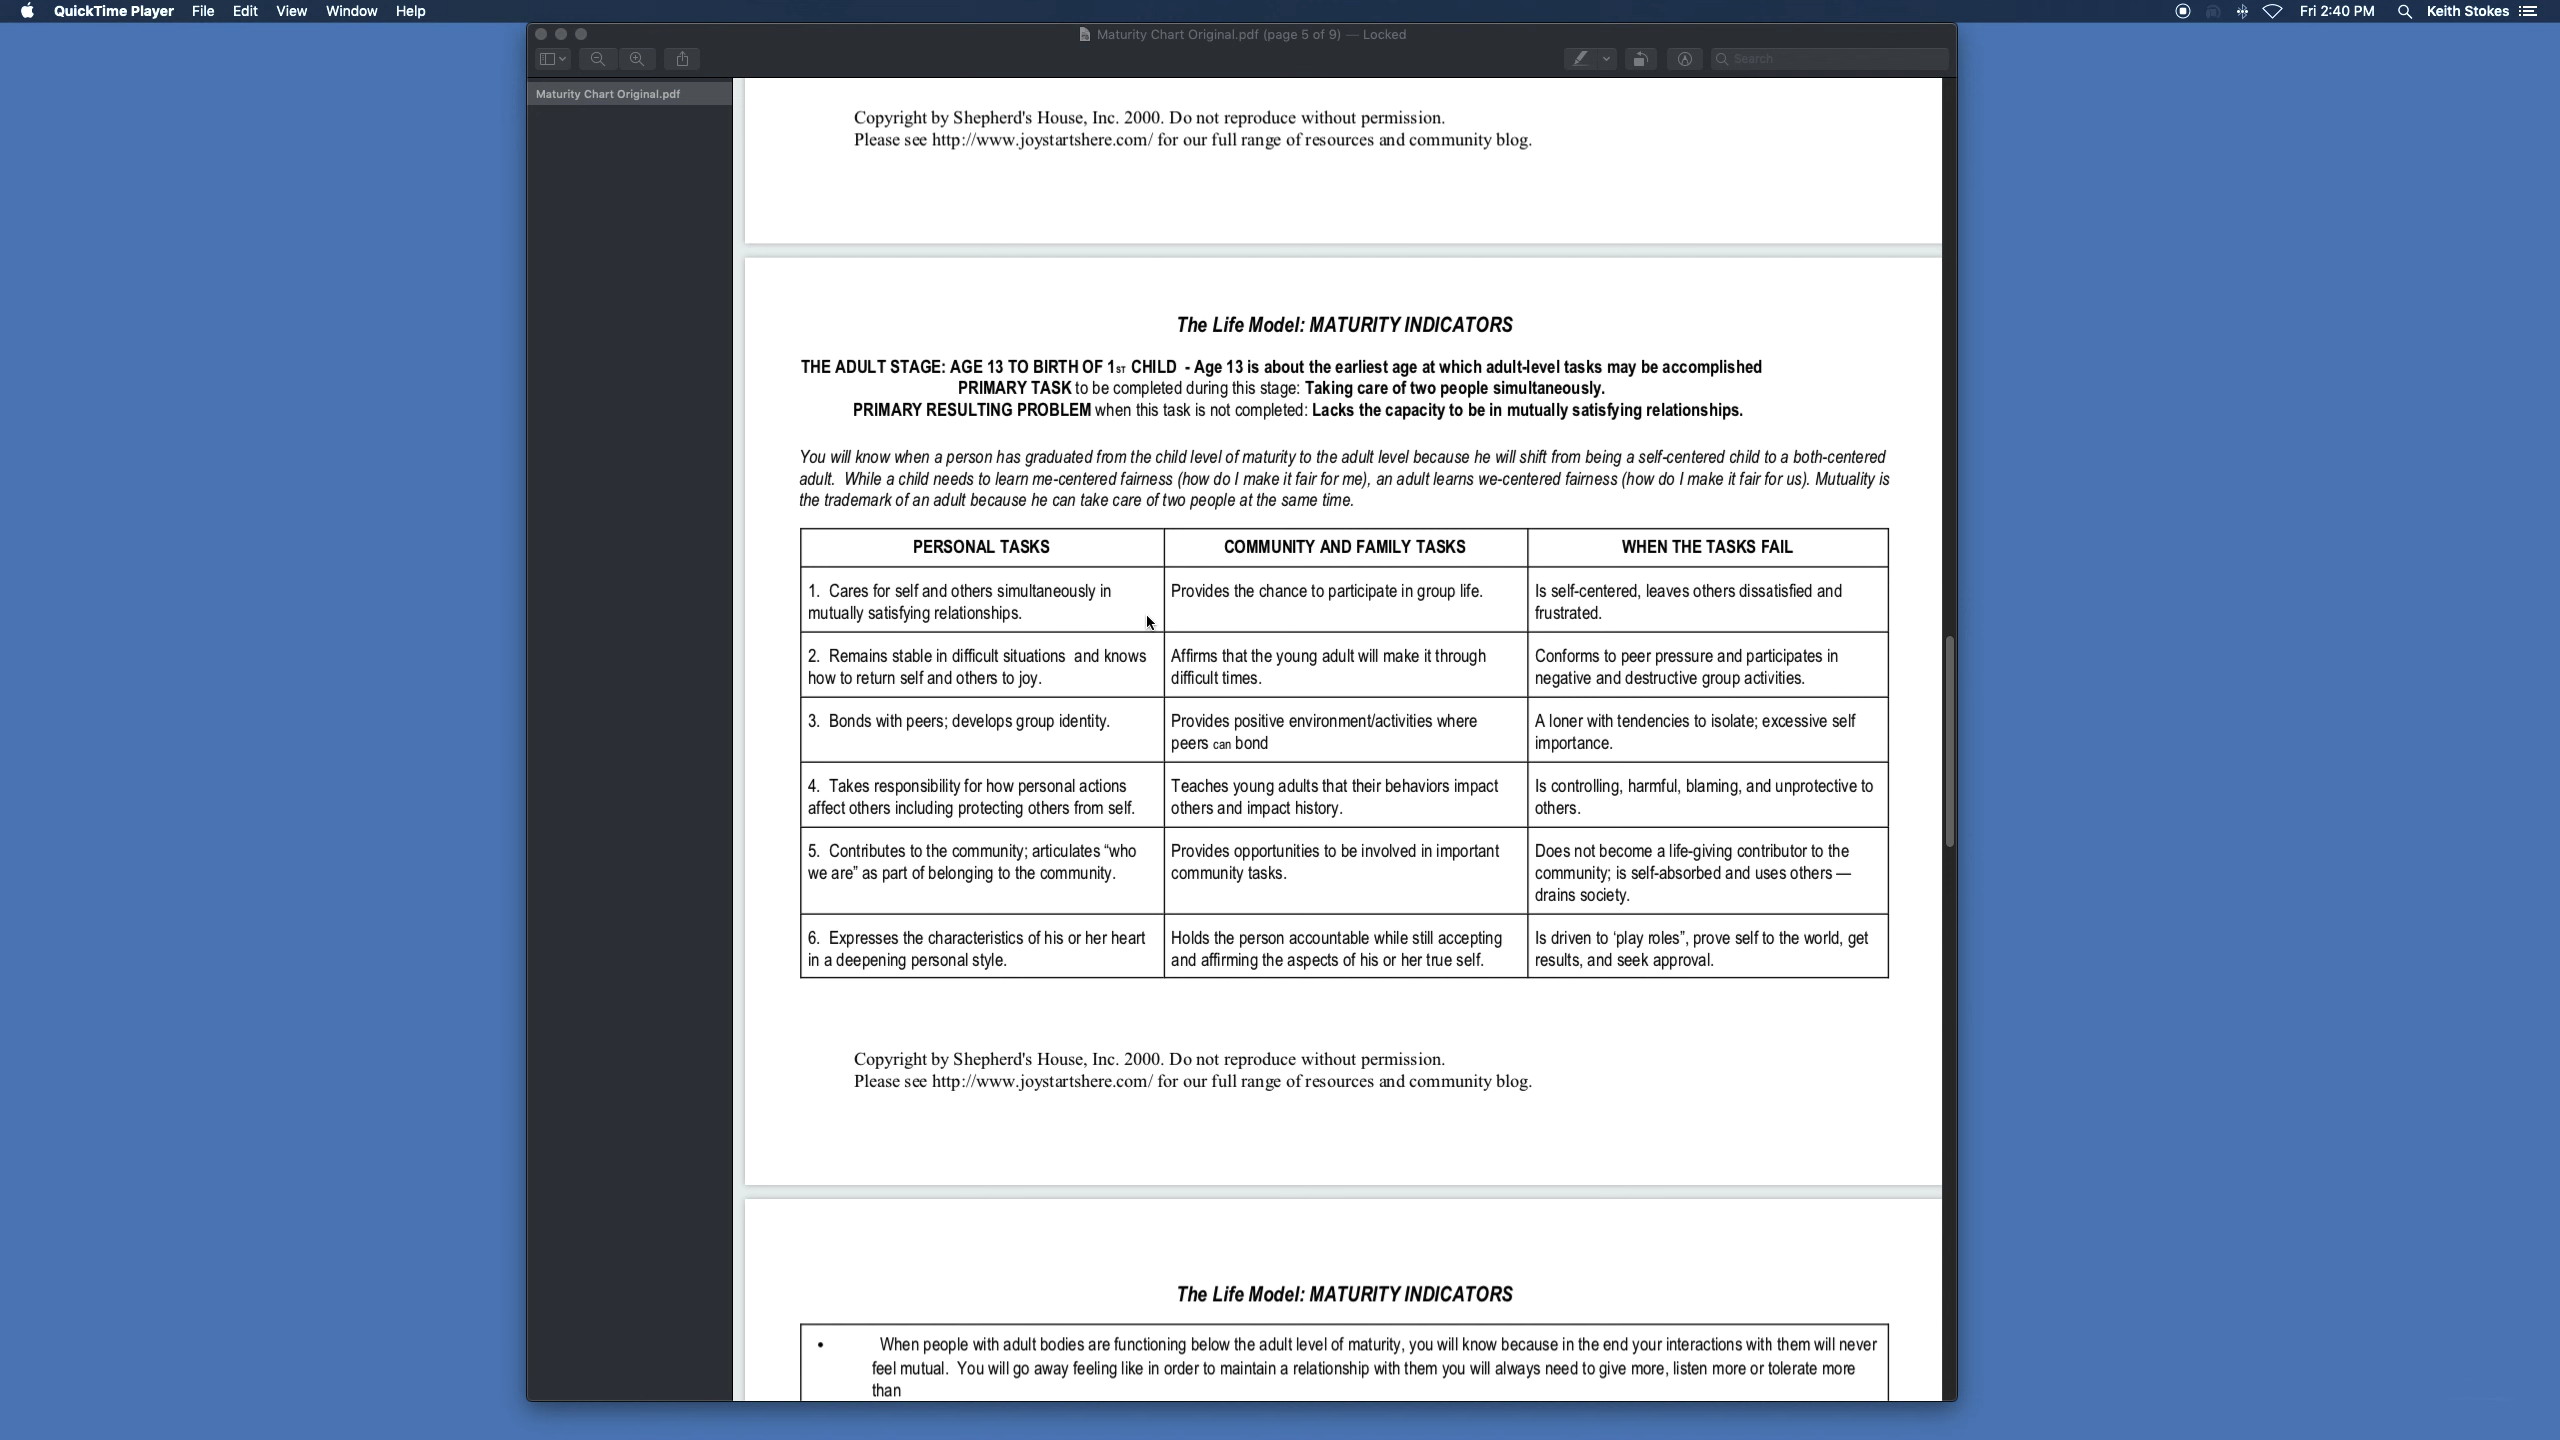 QuickTime Player File Edit View Window Help Fri 2:40 PM Keith Stokes
Maturity Chart Original.pdf (page 5 of 9) — Locked
Search
Maturity Chart Original.pdf
Copyright by Shepherd's House, Inc. 2000. Do not reproduce without permission.
Please see http://www.joystartshere.com/ for our full range of resources and community blog.
The Life Model: MATURITY INDICATORS
THE ADULT STAGE: AGE 13 TO BIRTH OF 1ST CHILD - Age 13 is about the earliest age at which adult-level tasks may be accomplished
PRIMARY TASK to be completed during this stage: Taking care of two people simultaneously.
PRIMARY RESULTING PROBLEM when this task is not completed: Lacks the capacity to be in mutually satisfying relationships.
You will know when a person has graduated from the child level of maturity to the adult level because he will shift from being a self-centered child to a both-centered
adult. While a child needs to learn me-centered fairness (how do I make it fair for me), an adult learns we-centered fairness (how do I make it fair for us). Mutuality is
the trademark of an adult because he can take care of two people at the same time.
PERSONAL TASKS COMMUNITY AND FAMILY TASKS WHEN THE TASKS FAIL
1. Cares for self and others simultaneously in
mutually satisfying relationships.
Provides the chance to participate in group life.
Is self-centered, leaves others dissatisfied and
frustrated.
2. Remains stable in difficult situations and knows
how to return self and others to joy.
Affirms that the young adult will make it through
difficult times.
Conforms to peer pressure and participates in
negative and destructive group activities.
3. Bonds with peers; develops group identity.
Provides positive environment/activities where
peers can bond
A loner with tendencies to isolate; excessive self
importance.
4. Takes responsibility for how personal actions
affect others including protecting others from self.
Teaches young adults that their behaviors impact
others and impact history.
Is controlling, harmful, blaming, and unprotective to
others.
5. Contributes to the community; articulates “who
we are” as part of belonging to the community.
Provides opportunities to be involved in important
community tasks.
Does not become a life-giving contributor to the
community; is self-absorbed and uses others —
drains society.
6. Expresses the characteristics of his or her heart
in a deepening personal style.
Holds the person accountable while still accepting
and affirming the aspects of his or her true self.
Is driven to ‘play roles”, prove self to the world, get
results, and seek approval.
Copyright by Shepherd's House, Inc. 2000. Do not reproduce without permission.
Please see http://www.joystartshere.com/ for our full range of resources and community blog.
The Life Model: MATURITY INDICATORS
• When people with adult bodies are functioning below the adult level of maturity, you will know because in the end your interactions with them will never
feel mutual. You will go away feeling like in order to maintain a relationship with them you will always need to give more, listen more or tolerate more
than